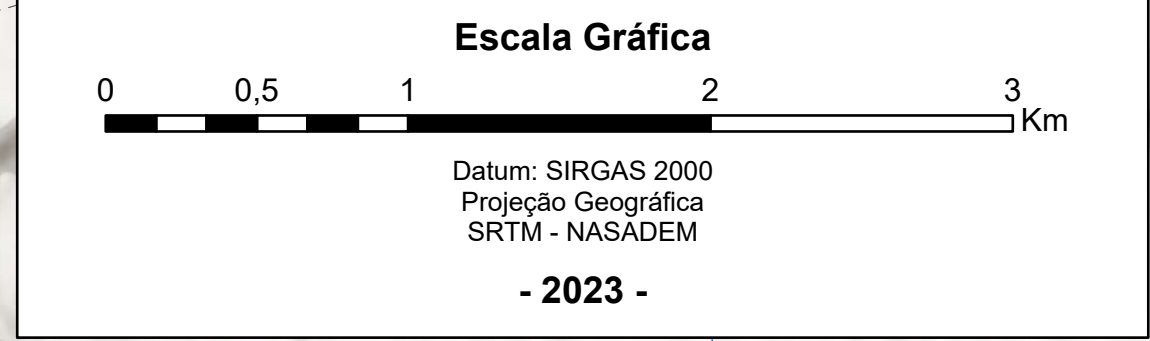 Escala Gráfica
0 0,5 1 2 3
Km
Datum: SIRGAS 2000
Projeção Geográfica
SRTM - NASADEM
- 2023 -